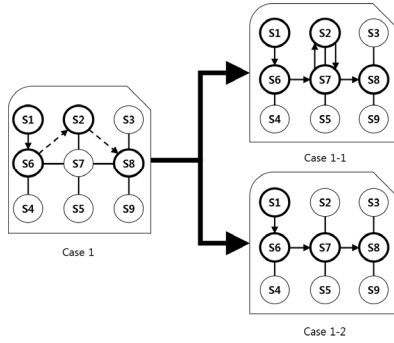 S1 S2 S3
S6 S7 S8
S4 S5 S9
Case 1
S1 S2 S3
S6 S7 S8
S4 S5 S9
Case 1-1
S1 S2 S3
S6 S7 S8
S4 S5 S9
Case 1-2